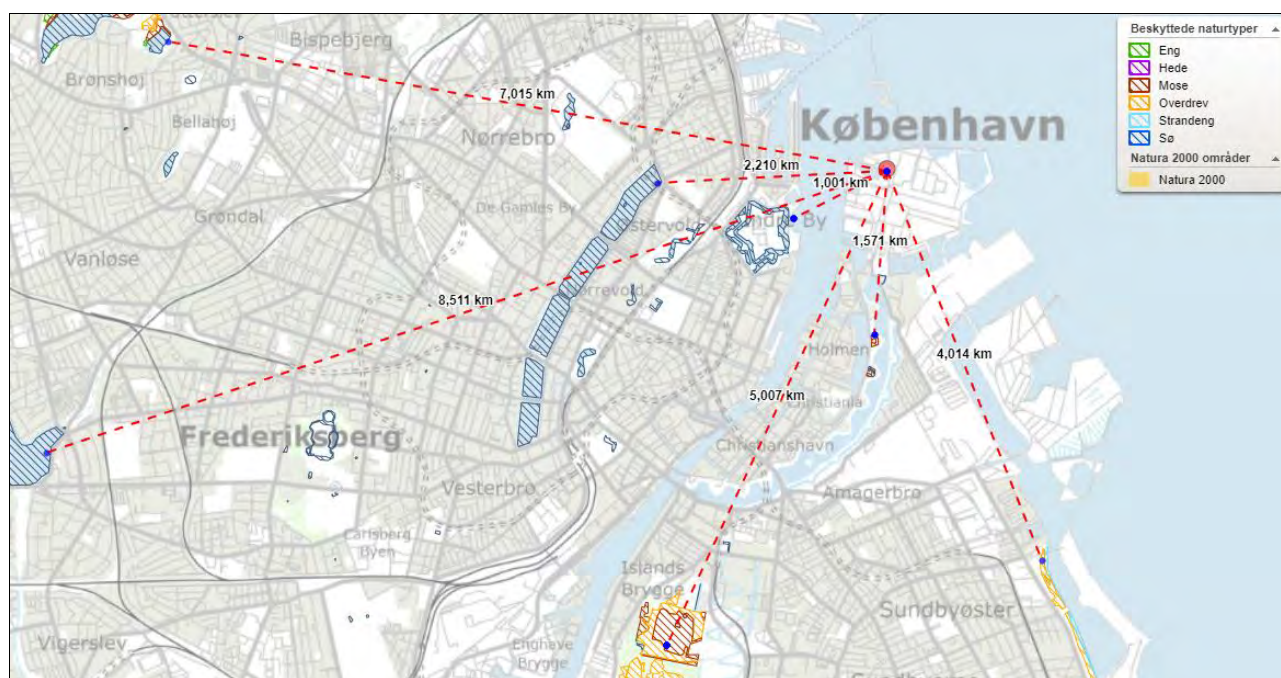 Bispebjerg
Brønshøj
7,015 km
Bellahøj
Nørrebro
København
2,210 km
1,001 km
De Gamles By
Østervold
Indre By
Grøndal
1,571 km
Vanløse
Nørrevold
8,511 km
Holmen
4,014 km
5,007 km
Christiania
Frederiksberg
Christianshavn
Vesterbro
Amagerbro
Carlsberg
Byen
Islands
Brygge
Sundbyøster
Vigerslev
Enghave
Brygge
Beskyttede naturtyper
Eng
Hede
Mose
Overdrev
Strandeng
Sø
Natura 2000 områder
Natura 2000